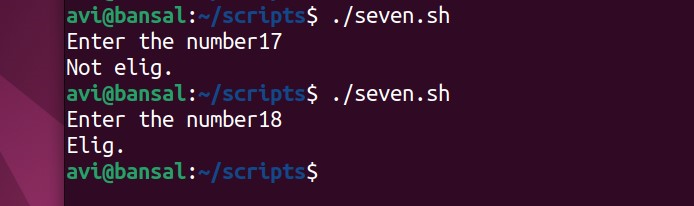 avi@bansal:~/scripts$ ./seven.sh
Enter the number17
Not elig.
avi@bansal:~/scripts$ ./seven.sh
Enter the number18
Elig.
avi@bansal:~/scripts$